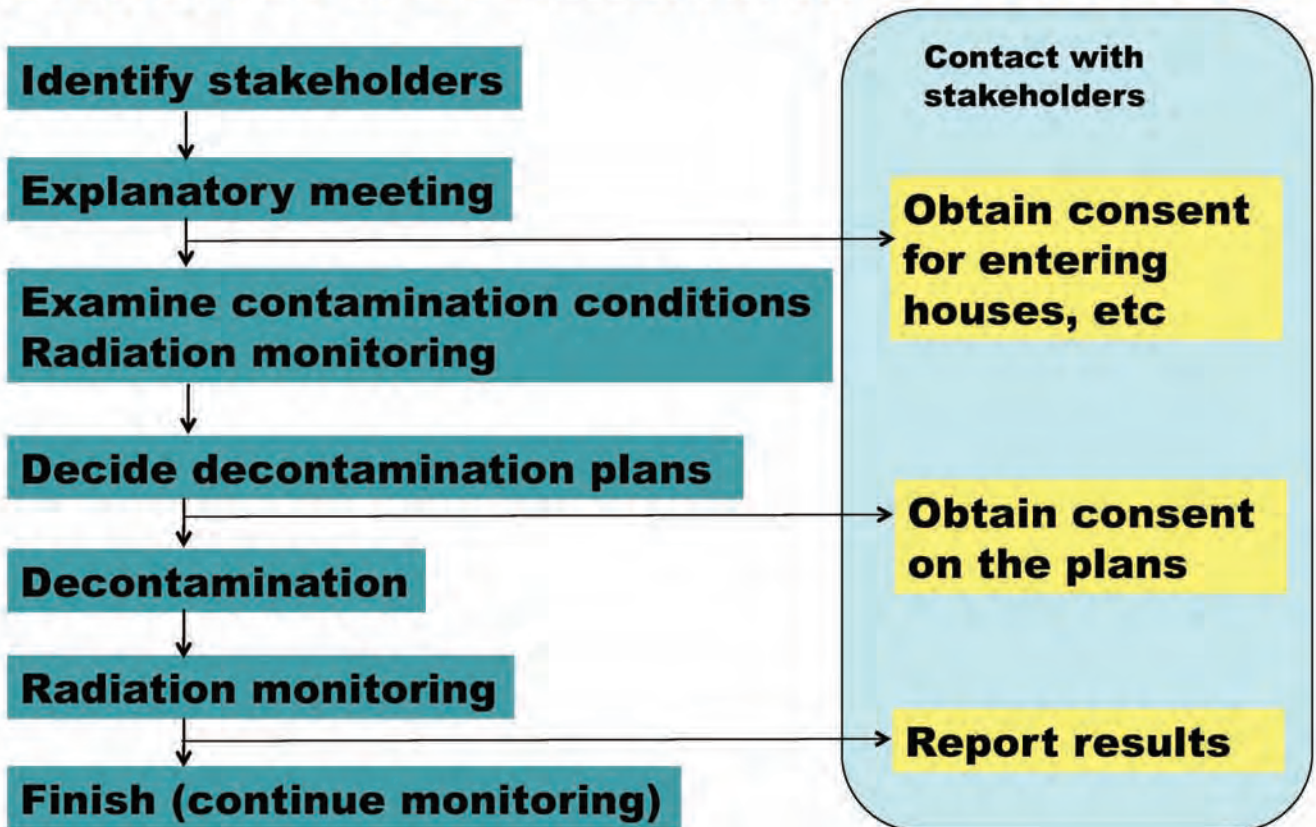 Identify stakeholders
Explanatory meeting
Examine contamination conditions
Radiation monitoring
Decide decontamination plans
Decontamination
Radiation monitoring
Finish (continue monitoring)
Contact with
stakeholders
Obtain consent
for entering
houses, etc
Obtain consent
on the plans
Report results